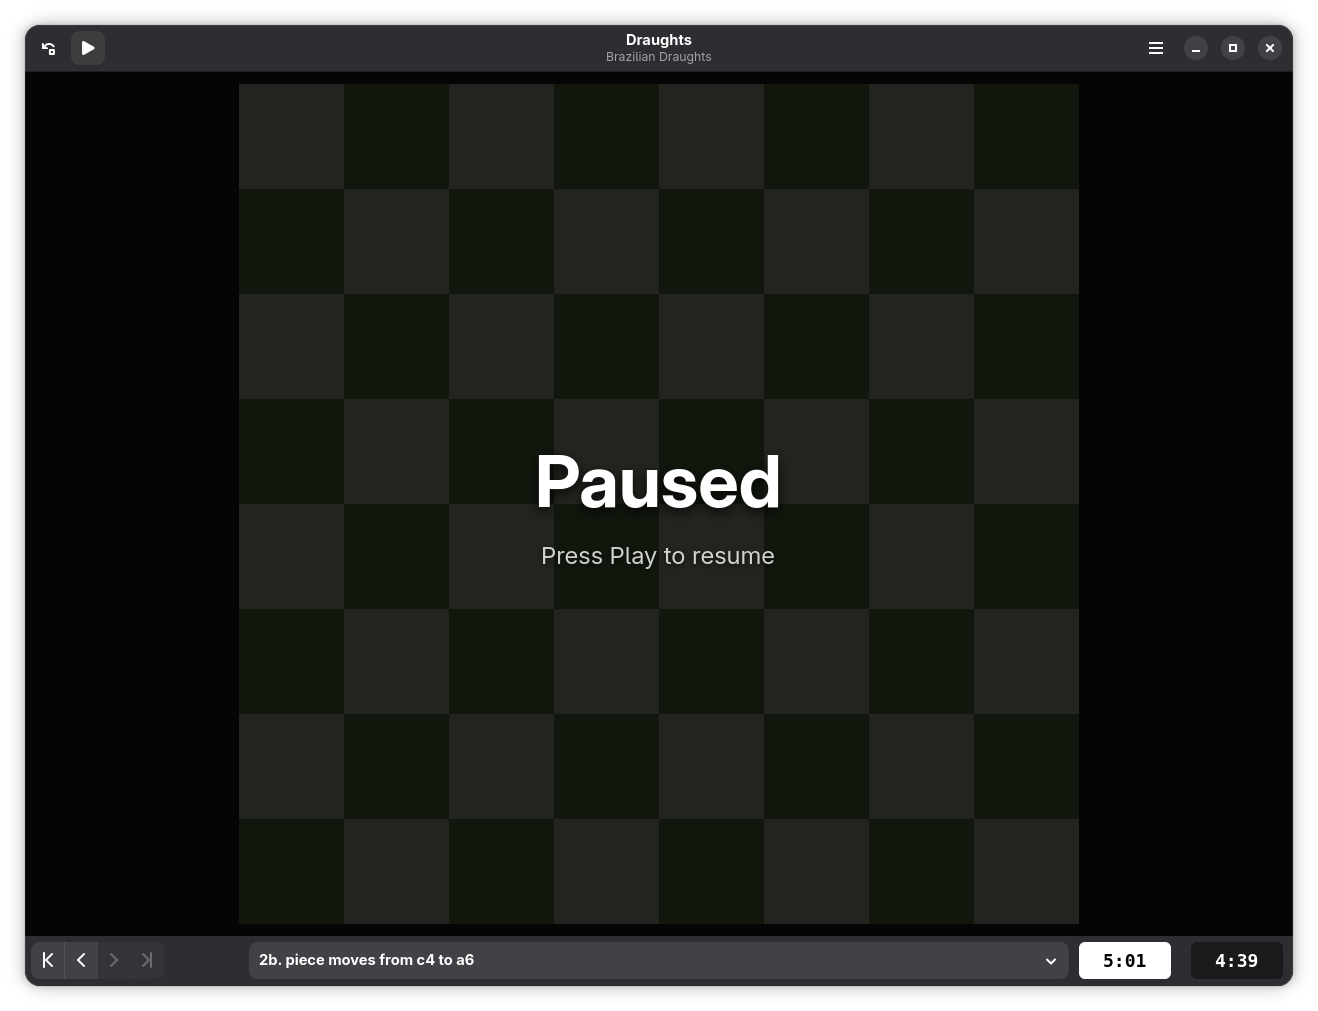 Draughts
Brazilian Draughts
Paused
Press Play to resume
2b. piece moves from c4 to a6
5:01
4:39